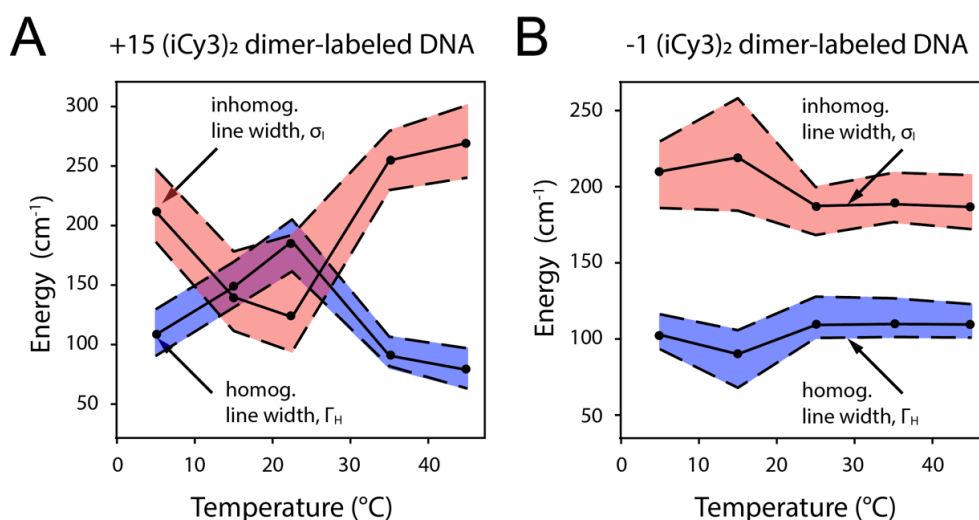 A
+15 (iCy3)₂ dimer-labeled DNA
inhomog.
line width, σI
homog.
line width, ΓH
300
250
200
150
100
50
Energy (cm⁻¹)
0
10
20
30
40
Temperature (°C)
B
-1 (iCy3)₂ dimer-labeled DNA
inhomog.
line width, σI
homog.
line width, ΓH
250
200
150
100
50
Energy (cm⁻¹)
0
10
20
30
40
Temperature (°C)